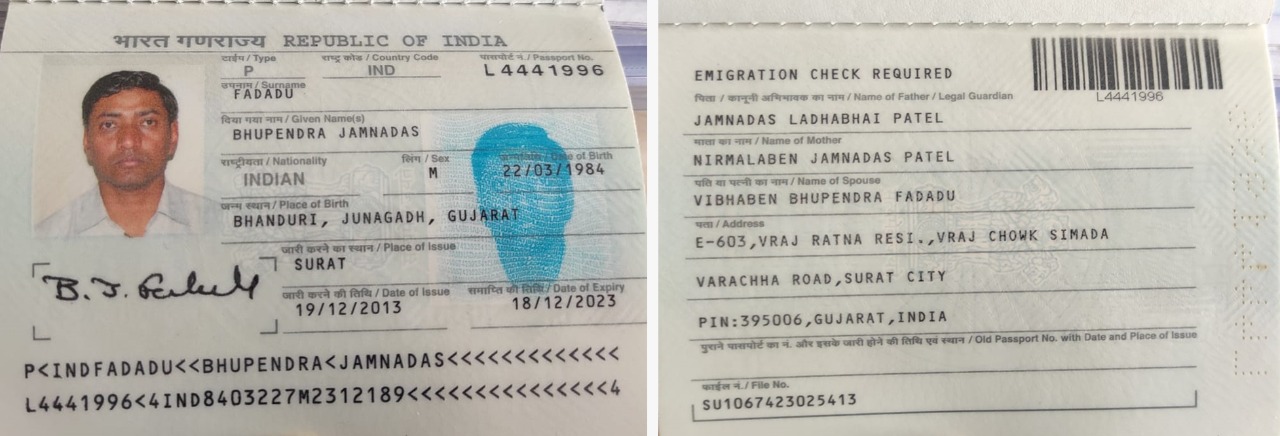 भारत गणराज्य REPUBLIC OF INDIA
टाईप / Type राष्ट्र कोड / Country Code पासपोर्ट नं. / Passport No.
P IND L4441996
उपनाम / Surname
FADADU
दिया गया नाम / Given Name(s)
BHUPENDRA JAMNADAS
राष्ट्रीयता / Nationality लिंग / Sex जन्मतिथि / Date of Birth
INDIAN M 22/03/1984
जन्म स्थान / Place of Birth
BHANDURI, JUNAGADH, GUJARAT
जारी करने का स्थान / Place of Issue
SURAT
जारी करने की तिथि / Date of Issue समाप्ति की तिथि / Date of Expiry
19/12/2013 18/12/2023
P<INDFADADU<<BHUPENDRA<JAMNADAS<<<<<<<<<<<<<
L4441996<4IND8403227M2312189<<<<<<<<<<<<<<<4
EMIGRATION CHECK REQUIRED
L4441996
पिता / कानूनी अभिभावक का नाम / Name of Father / Legal Guardian
JAMNADAS LADHABHAI PATEL
माता का नाम / Name of Mother
NIRMALABEN JAMNADAS PATEL
पति या पत्नी का नाम / Name of Spouse
VIBHABEN BHUPENDRA FADADU
पता / Address
E-603,VRAJ RATNA RESI.,VRAJ CHOWK SIMADA
VARACHHA ROAD,SURAT CITY
PIN:395006,GUJARAT,INDIA
पुराने पासपोर्ट का नं. और इसके जारी होने की तिथि एवं स्थान / Old Passport No. with Date and Place of Issue
फाईल नं. / File No.
SU1067423025413